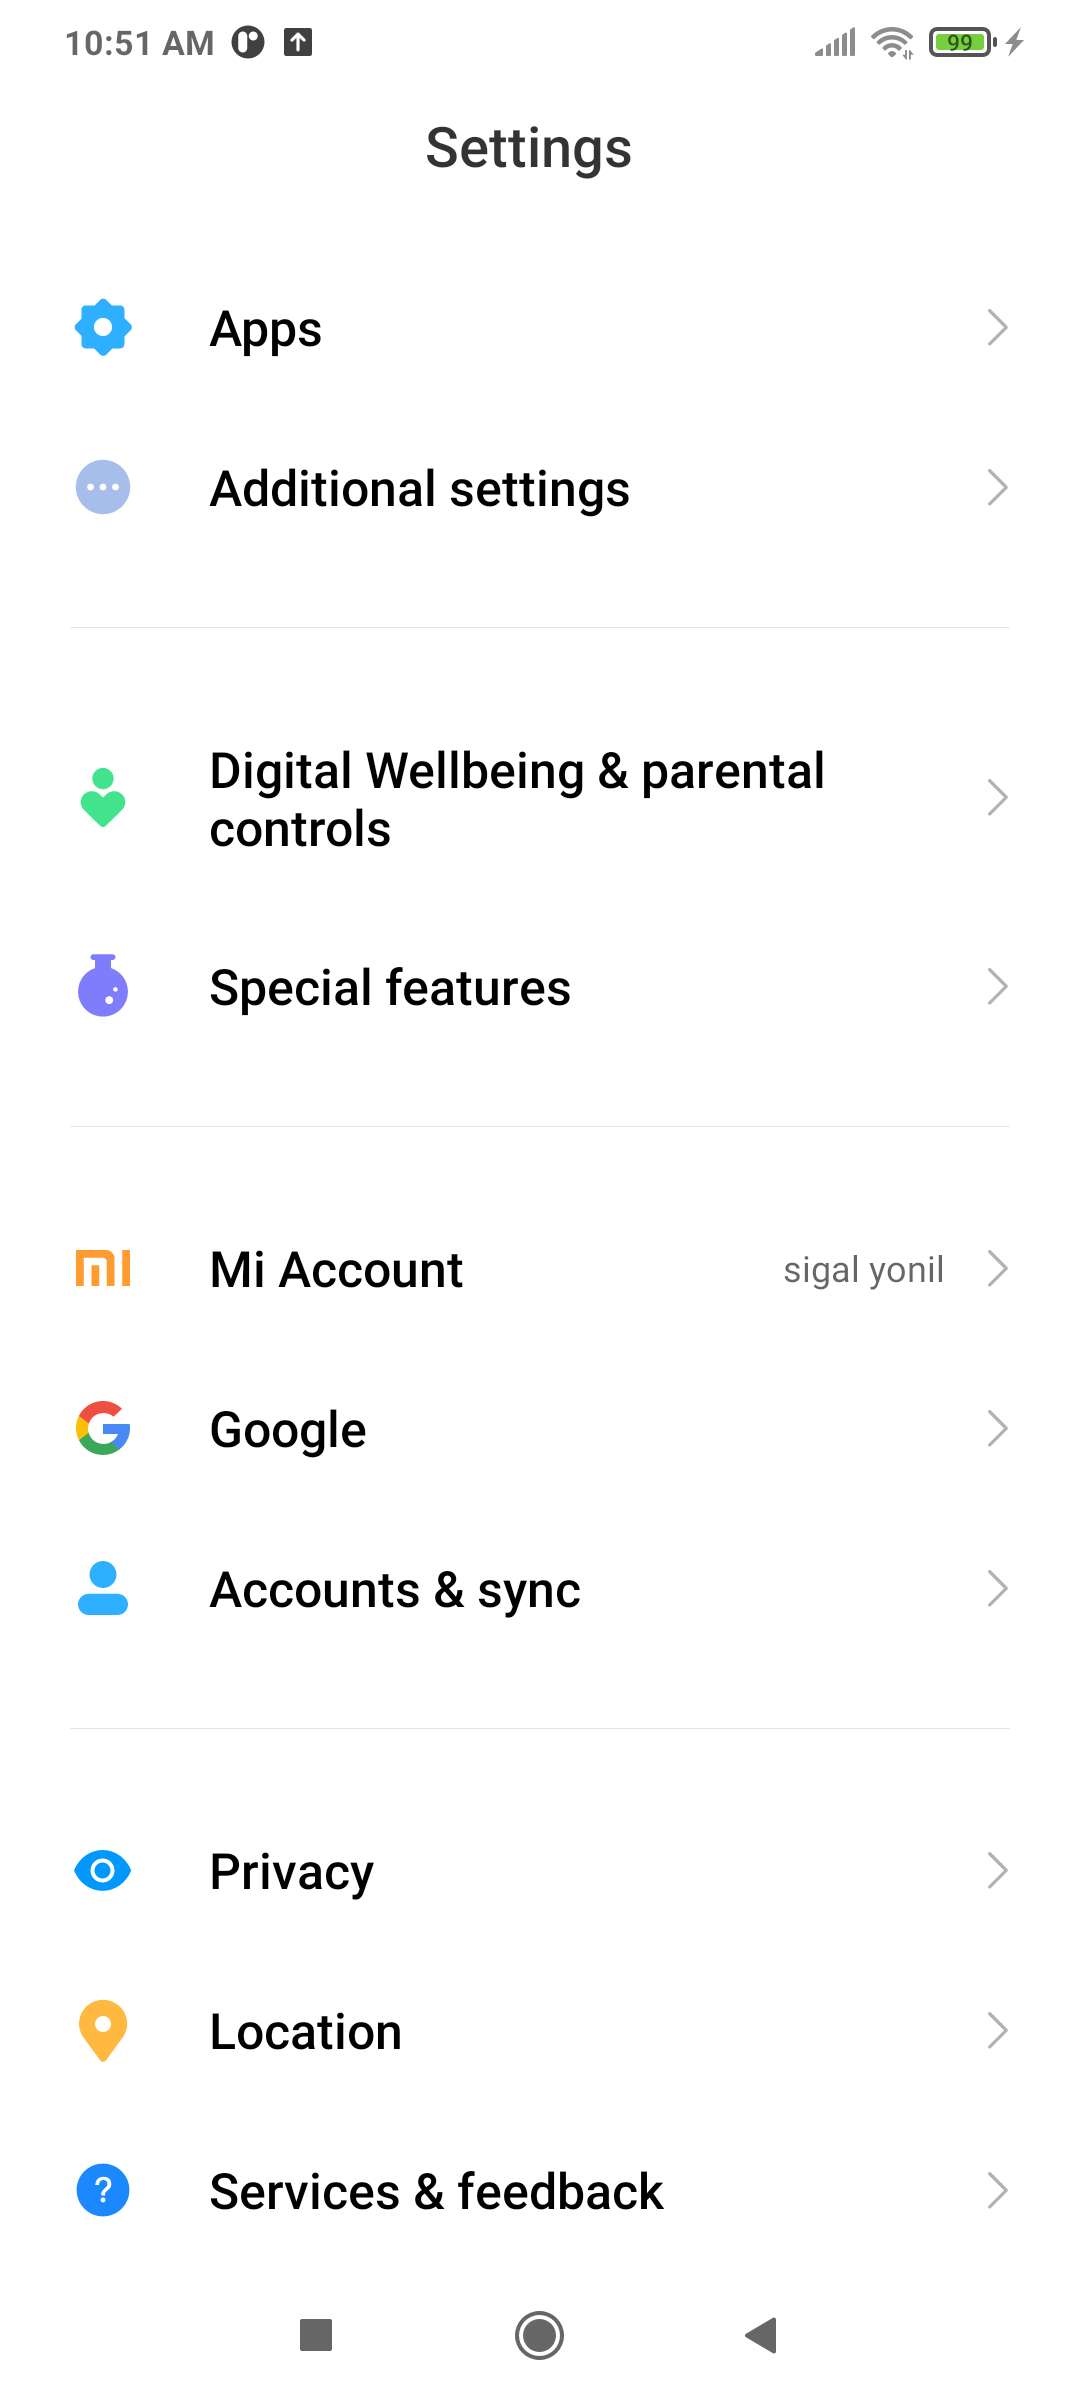 10:51 AM
99
Settings
Apps
Additional settings
Digital Wellbeing & parental
controls
Special features
Mi Account
sigal yonil
Google
Accounts & sync
Privacy
Location
? Services & feedback